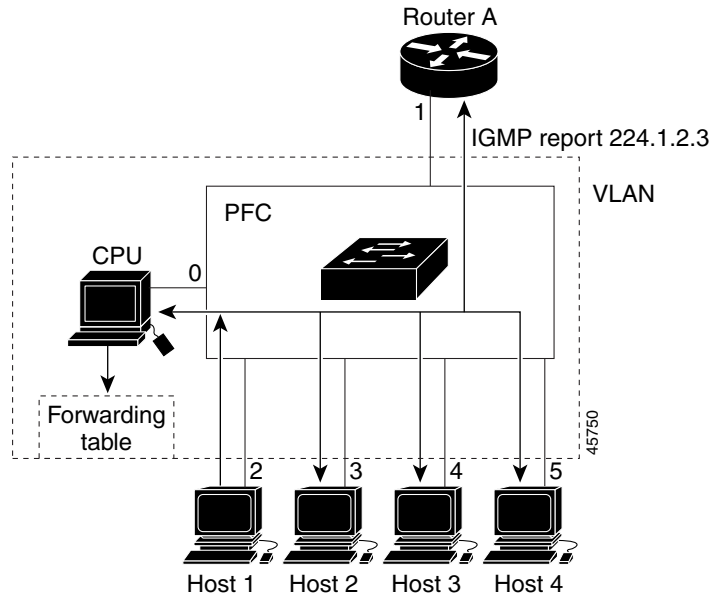 Router A
1
IGMP report 224.1.2.3
VLAN
PFC
CPU
0
Forwarding
table
45750
2
3
4
5
Host 1
Host 2
Host 3
Host 4